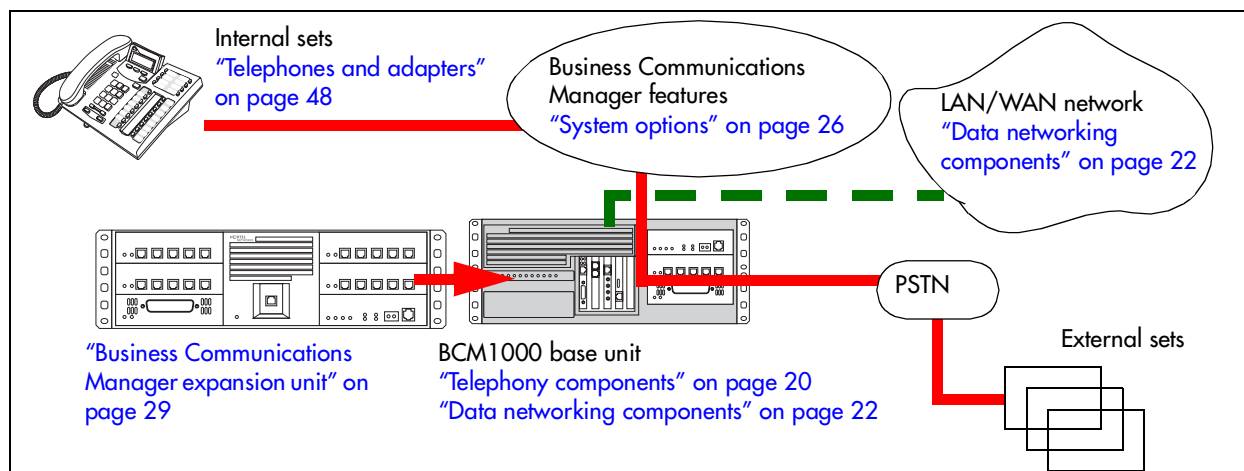 Internal sets
“Telephones and adapters”
on page 48
Business Communications
Manager features
“System options” on page 26
LAN/WAN network
“Data networking
components” on page 22
PSTN
External sets
“Business Communications
Manager expansion unit” on
page 29
BCM1000 base unit
“Telephony components” on page 20
“Data networking components” on page 22